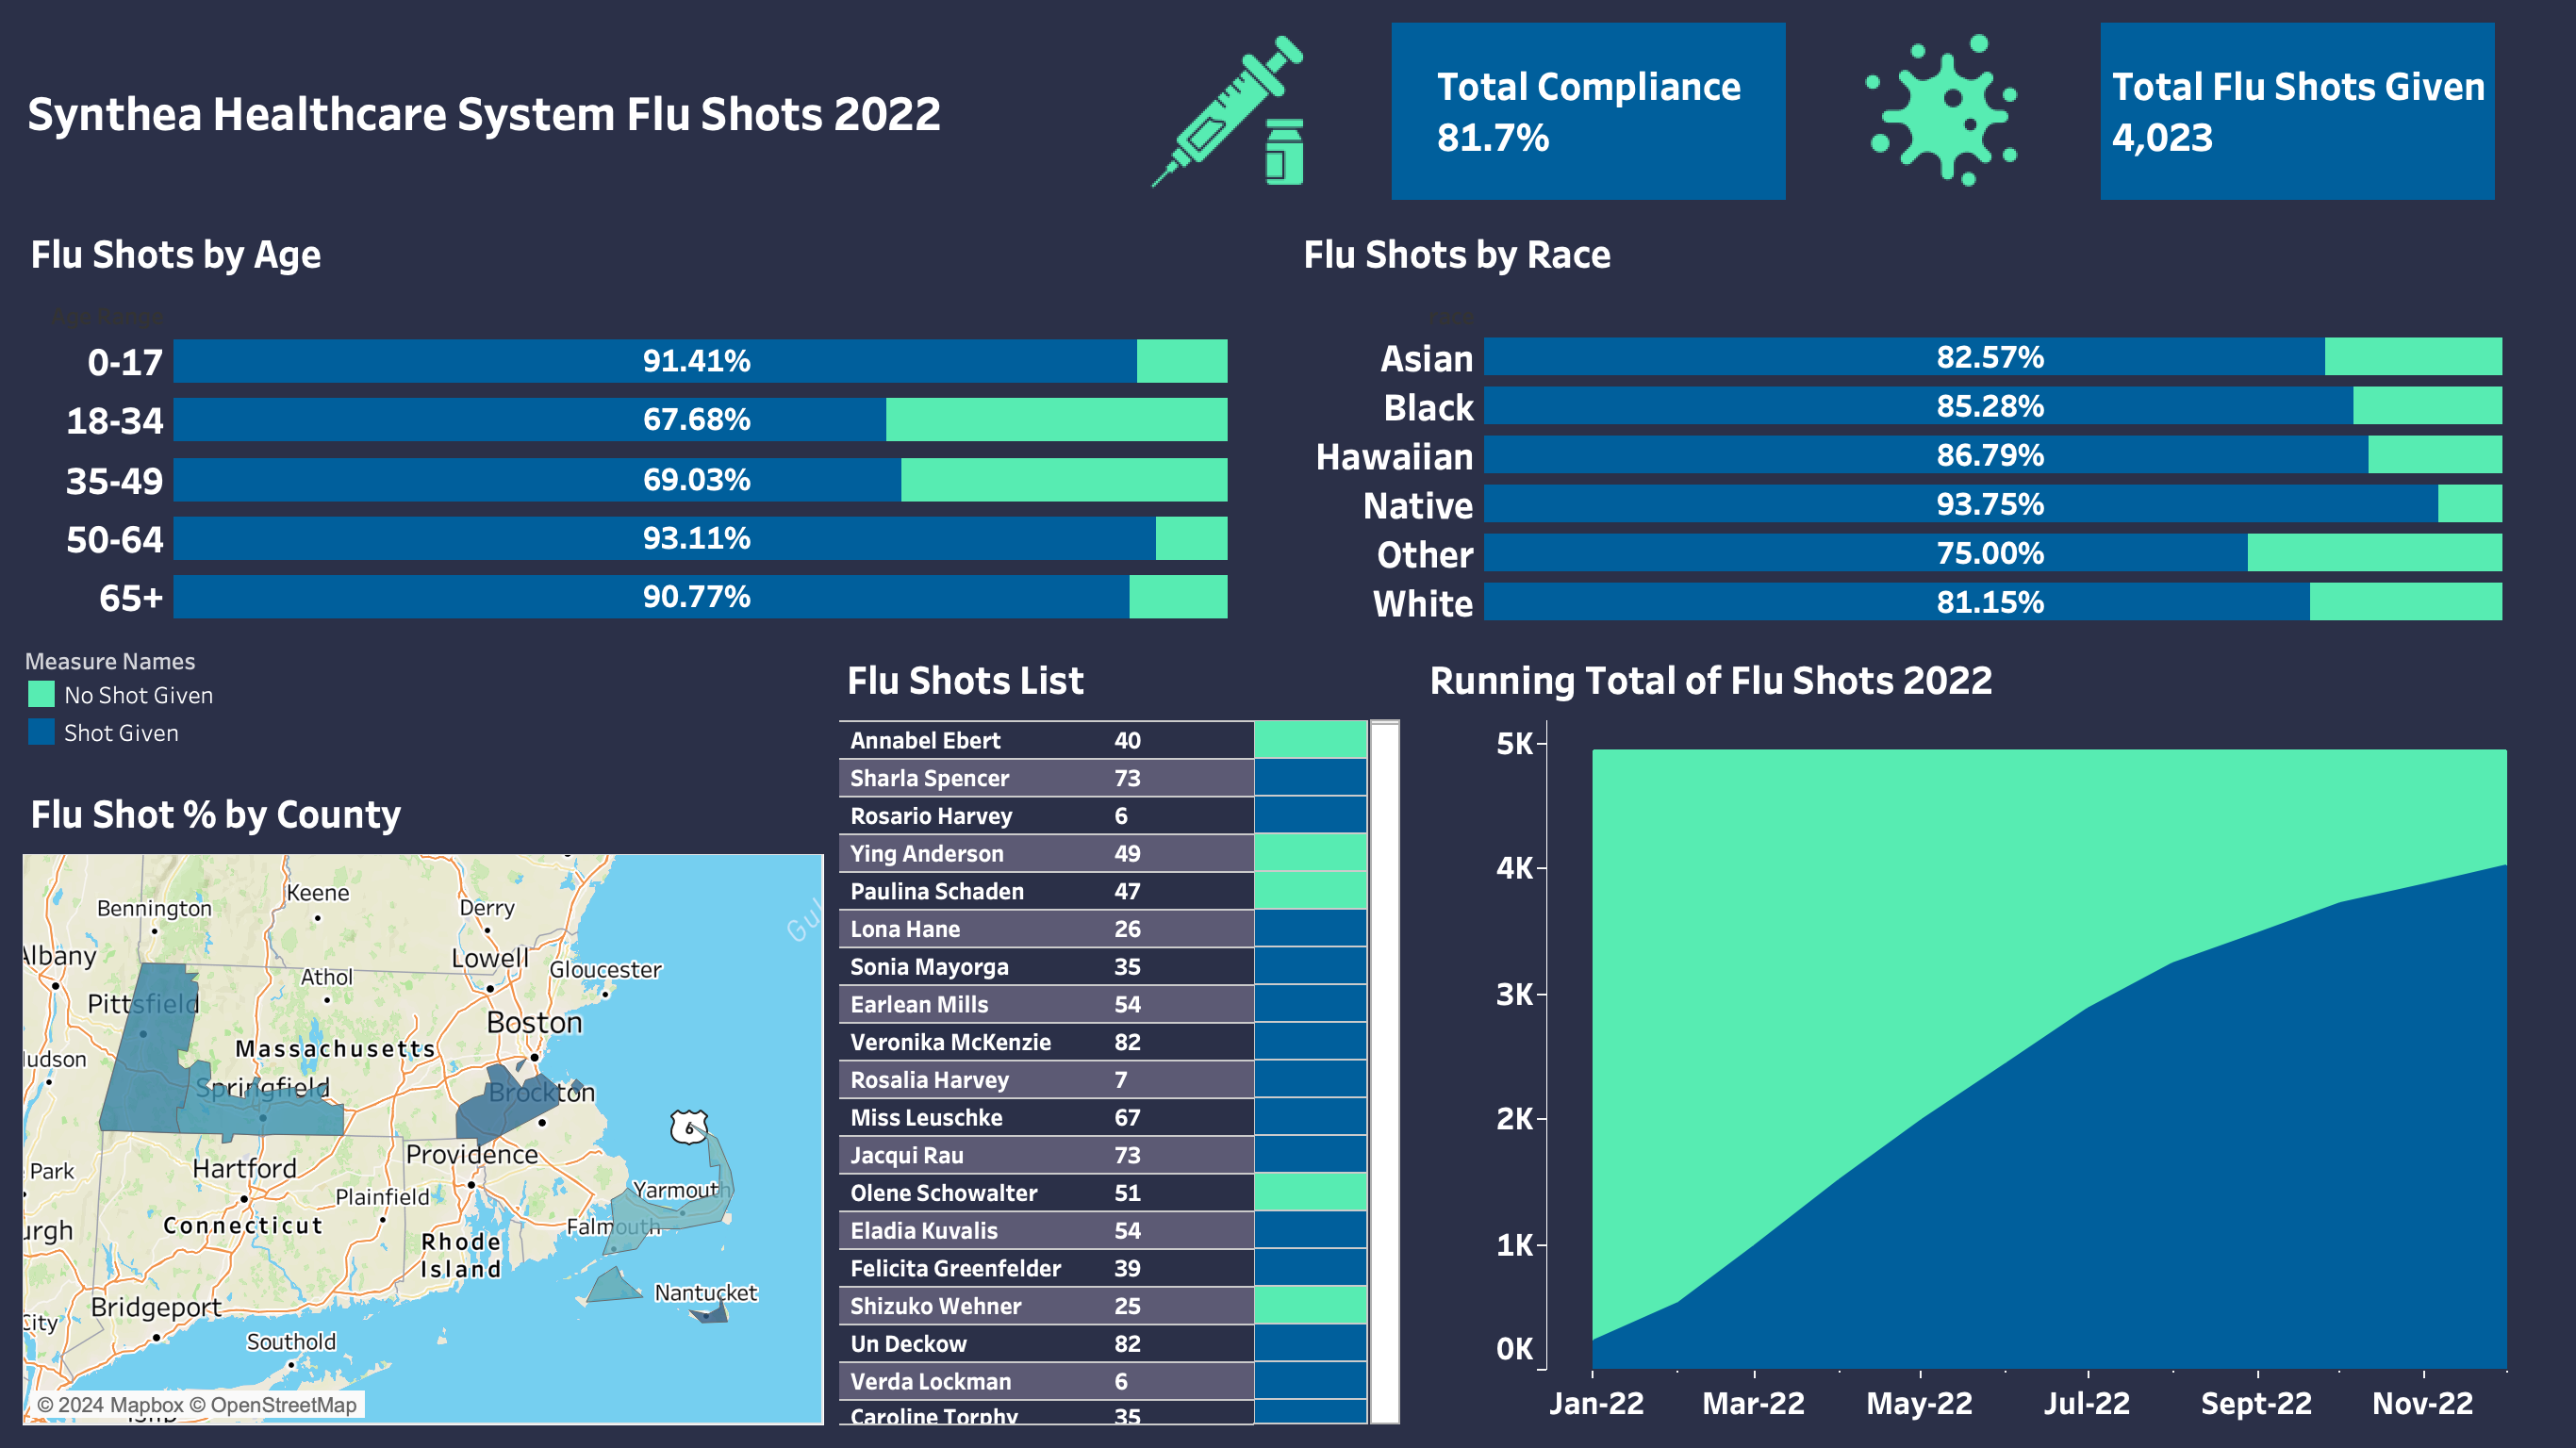 Synthea Healthcare System Flu Shots 2022
Total Compliance
81.7%
Total Flu Shots Given
4,023
Flu Shots by Age
Age Range
0-17 91.41%
18-34 67.68%
35-49 69.03%
50-64 93.11%
65+ 90.77%
Flu Shots by Race
race
Asian 82.57%
Black 85.28%
Hawaiian 86.79%
Native 93.75%
Other 75.00%
White 81.15%
Measure Names
No Shot Given
Shot Given
Flu Shot % by County
Keene
Bennington
Derry
Albany
Lowell
Gloucester
Athol
Pittsfield
Boston
Massachusetts
Springfield
Brockton
6
Providence
Hartford
Park
Plainfield
Yarmouth
Connecticut
Falmouth
Rhode
Island
Nantucket
Bridgeport
City
Southold
© 2024 Mapbox © OpenStreetMap
Flu Shots List
Annabel Ebert 40
Sharla Spencer 73
Rosario Harvey 6
Ying Anderson 49
Paulina Schaden 47
Lona Hane 26
Sonia Mayorga 35
Earlean Mills 54
Veronika McKenzie 82
Rosalia Harvey 7
Miss Leuschke 67
Jacqui Rau 73
Olene Schowalter 51
Eladia Kuvalis 54
Felicita Greenfelder 39
Shizuko Wehner 25
Un Deckow 82
Verda Lockman 6
Caroline Torphy 35
Running Total of Flu Shots 2022
5K
4K
3K
2K
1K
0K
Jan-22 Mar-22 May-22 Jul-22 Sept-22 Nov-22